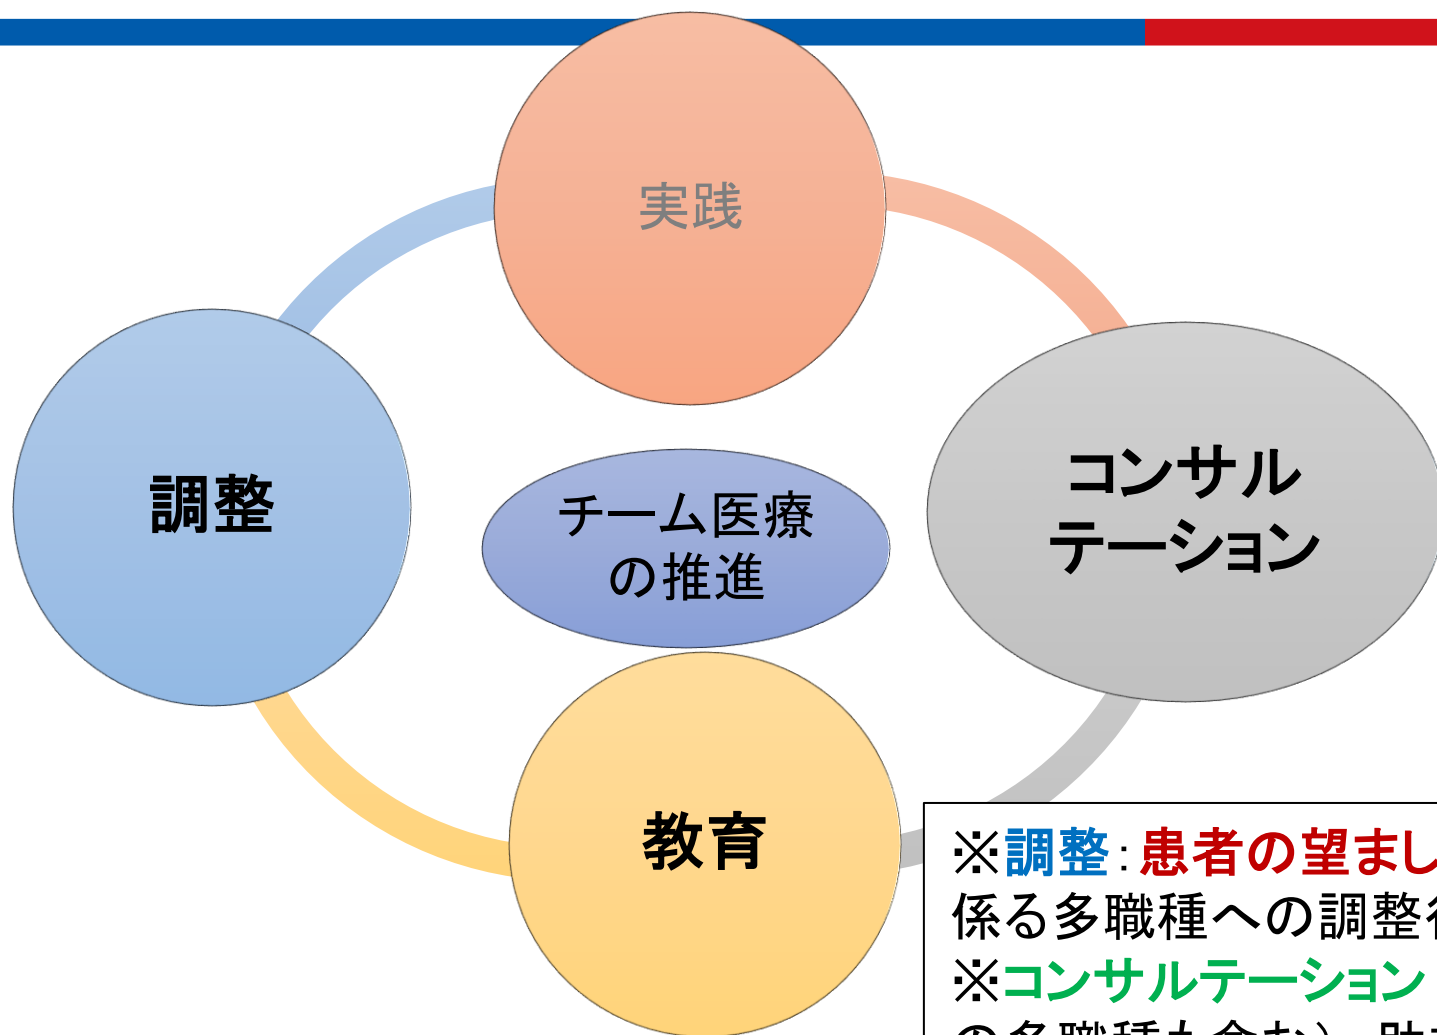 実践
調整
コンサル
テーション
チーム医療
の推進
教育
※調整：患者の望まし
係る多職種への調整
※コンサルテーション